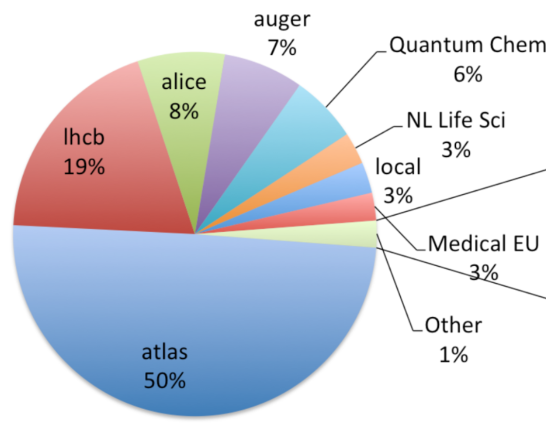 auger
7%
Quantum Chem
6%
alice
8%
NL Life Sci
3%
lhcb
19%
local
3%
Medical EU
3%
Other
1%
atlas
50%